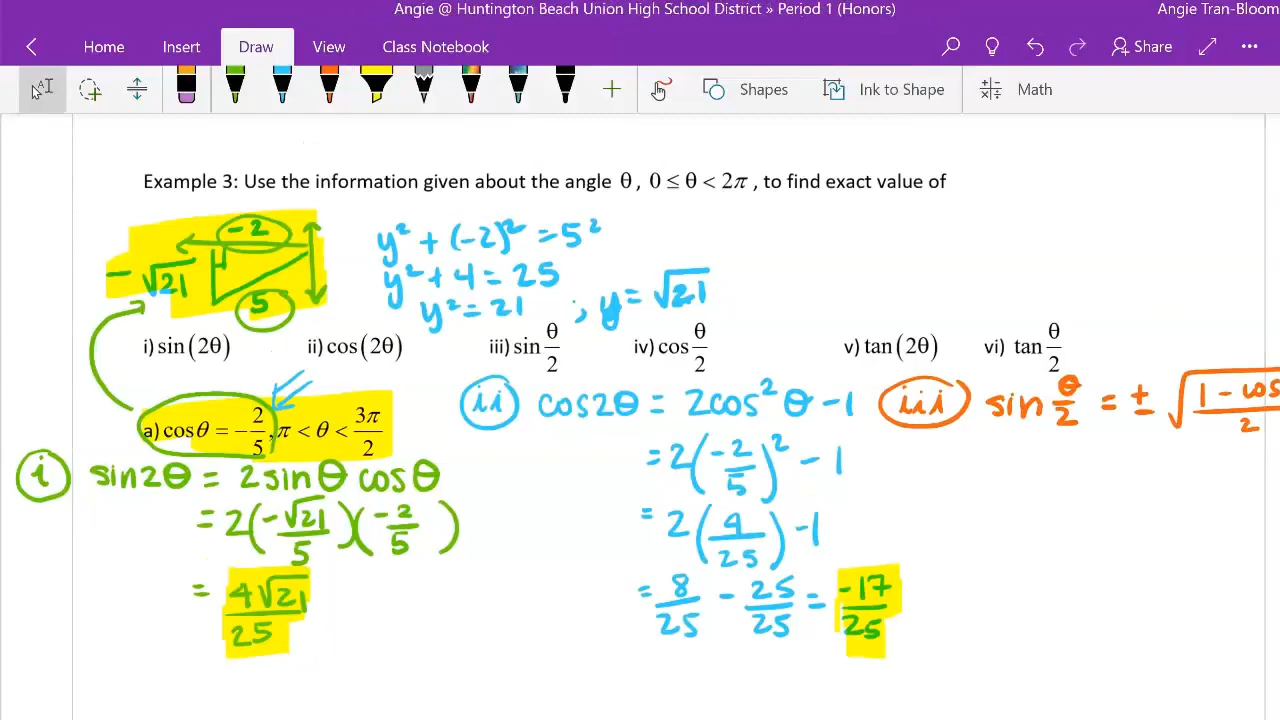 Angie @ Huntington Beach Union High School District » Period 1 (Honors)
Angie Tran-Bloom
Home Insert Draw View Class Notebook Share
Shapes Ink to Shape Math
Example 3: Use the information given about the angle θ, 0 ≤ θ < 2π, to find exact value of
-2
- √21
5
y² + (-2)² = 5²
y² + 4 = 25
y² = 21 ; y = √21
i) sin(2θ) ii) cos(2θ) iii) sin θ/2 iv) cos θ/2 v) tan(2θ) vi) tan θ/2
a) cosθ = -2/5, π < θ < 3π/2
i sin2θ = 2sinθ cosθ
= 2(-√21/5)(-2/5)
= 4√21/25
ii cos2θ = 2cos²θ - 1
= 2(-2/5)² - 1
= 2(4/25) - 1
= 8/25 - 25/25 = -17/25
iii sin θ/2 = ± √(1 - cos/2